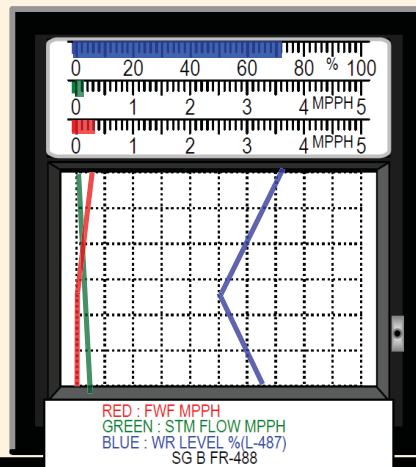 0 20 40 60 80 % 100
0 1 2 3 4 MPPH 5
0 1 2 3 4 MPPH 5
RED : FWF MPPH
GREEN : STM FLOW MPPH
BLUE : WR LEVEL %(L-487)
SG B FR-488